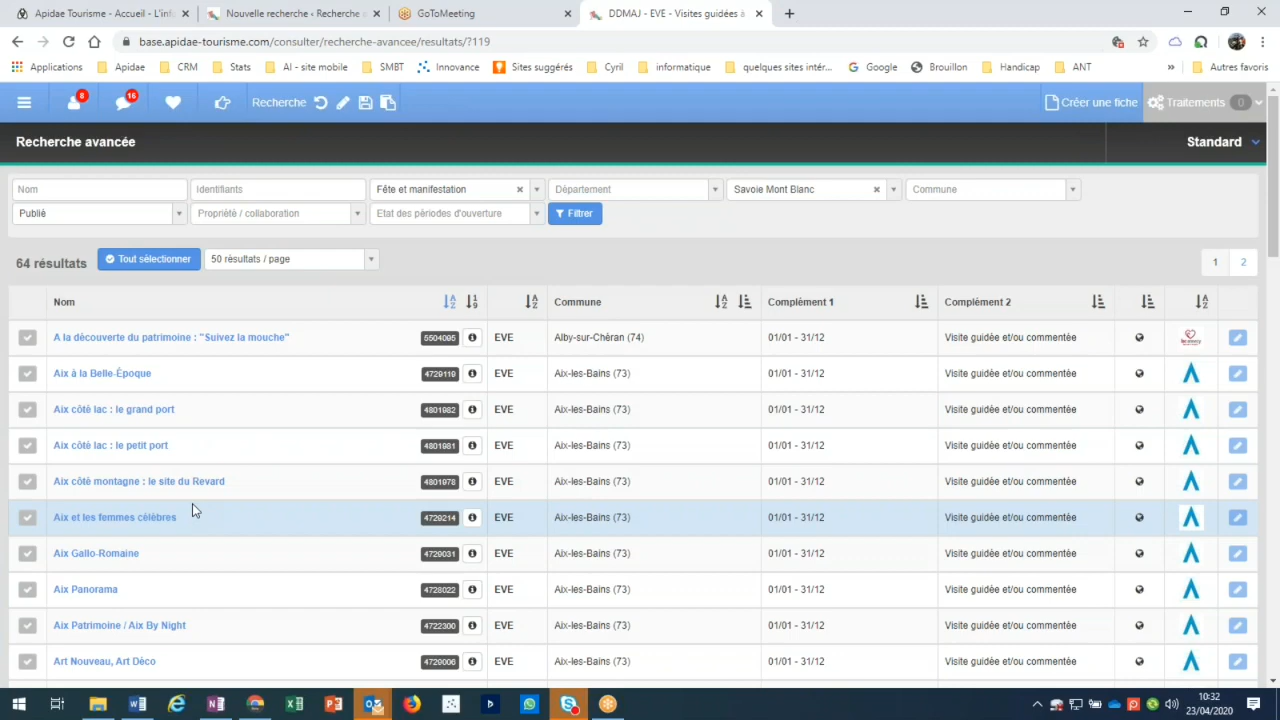 Apidae Tourisme - Accueil - L'inf
Nouvelle recherche ‹ Recherche
GoToMeeting
DDMAJ - EVE - Visites guidées à
base.apidae-tourisme.com/consulter/recherche-avancee/resultats/?119
Applications Apidae CRM Stats AI - site mobile SMBT Innovance Sites suggérés Cyril informatique quelques sites intér... Google Brouillon Handicap ANT » Autres favoris
8 16 Recherche Créer une fiche Traitements 0
Recherche avancée Standard
Nom Identifiants Fête et manifestation Département Savoie Mont Blanc Commune
Publié Propriété / collaboration Etat des périodes d'ouverture Filtrer
64 résultats Tout sélectionner 50 résultats / page 1 2
Nom Commune Complément 1 Complément 2
A la découverte du patrimoine : "Suivez la mouche" 5504095 EVE Alby-sur-Chéran (74) 01/01 - 31/12 Visite guidée et/ou commentée
Aix à la Belle-Époque 4729119 EVE Aix-les-Bains (73) 01/01 - 31/12 Visite guidée et/ou commentée
Aix côté lac : le grand port 4801982 EVE Aix-les-Bains (73) 01/01 - 31/12 Visite guidée et/ou commentée
Aix côté lac : le petit port 4801981 EVE Aix-les-Bains (73) 01/01 - 31/12 Visite guidée et/ou commentée
Aix côté montagne : le site du Revard 4801978 EVE Aix-les-Bains (73) 01/01 - 31/12 Visite guidée et/ou commentée
Aix et les femmes célèbres 4729214 EVE Aix-les-Bains (73) 01/01 - 31/12 Visite guidée et/ou commentée
Aix Gallo-Romaine 4729031 EVE Aix-les-Bains (73) 01/01 - 31/12 Visite guidée et/ou commentée
Aix Panorama 4728022 EVE Aix-les-Bains (73) 01/01 - 31/12 Visite guidée et/ou commentée
Aix Patrimoine / Aix By Night 4722300 EVE Aix-les-Bains (73) 01/01 - 31/12 Visite guidée et/ou commentée
Art Nouveau, Art Déco 4729006 EVE Aix-les-Bains (73) 01/01 - 31/12 Visite guidée et/ou commentée
10:32
23/04/2020